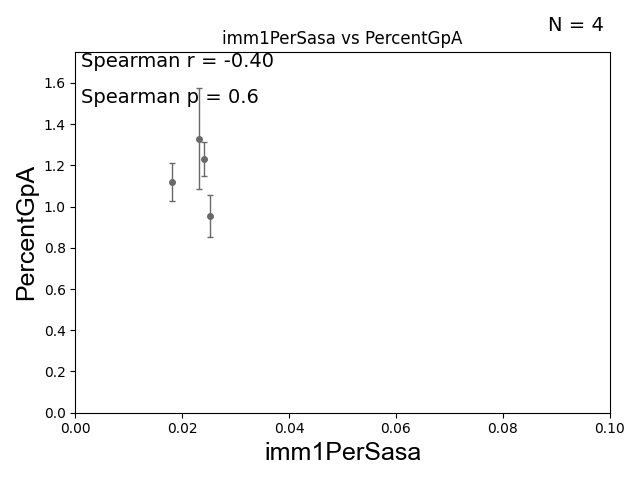 N = 4
imm1PerSasa vs PercentGpA
Spearman r = -0.40
Spearman p = 0.6
1.6
1.4
1.2
1.0
0.8
0.6
0.4
0.2
0.0
PercentGpA
0.00
0.02
0.04
0.06
0.08
0.10
imm1PerSasa